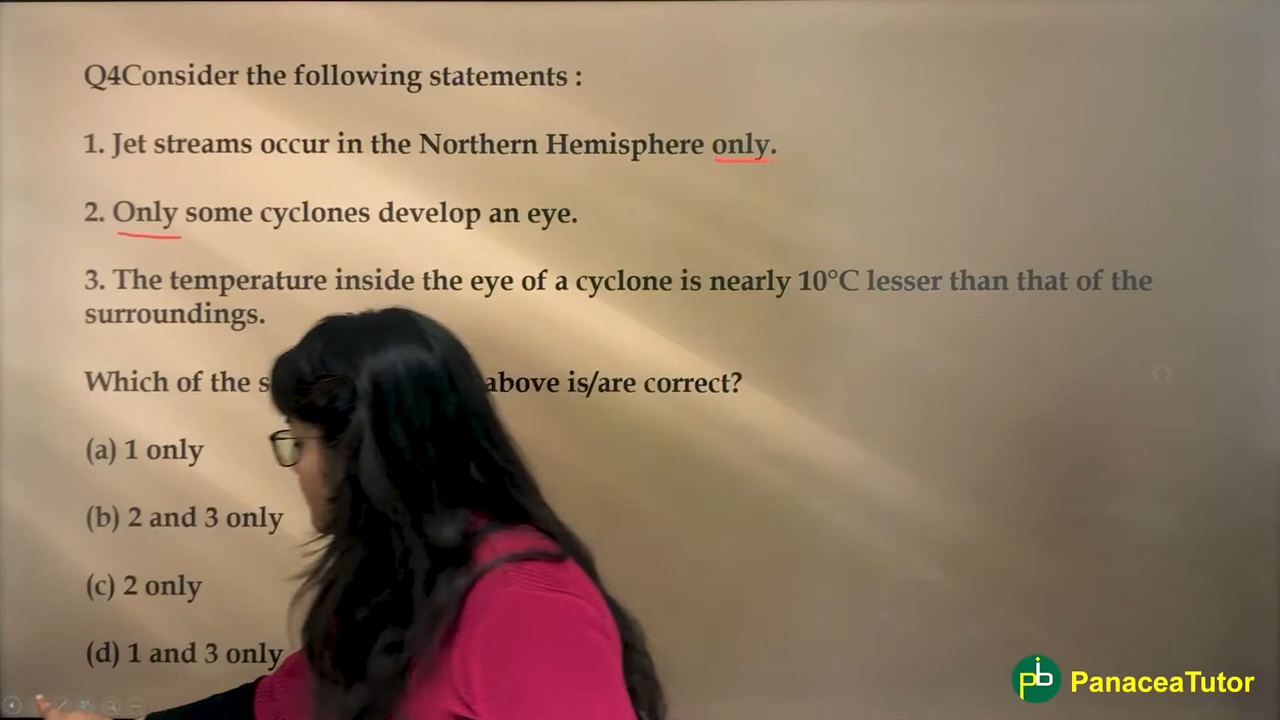 Q4Consider the following statements :
1. Jet streams occur in the Northern Hemisphere only.
2. Only some cyclones develop an eye.
3. The temperature inside the eye of a cyclone is nearly 10°C lesser than that of the
surroundings.
Which of the above is/are correct?
(a) 1 only
(b) 2 and 3 only
(c) 2 only
(d) 1 and 3 only
PanaceaTutor